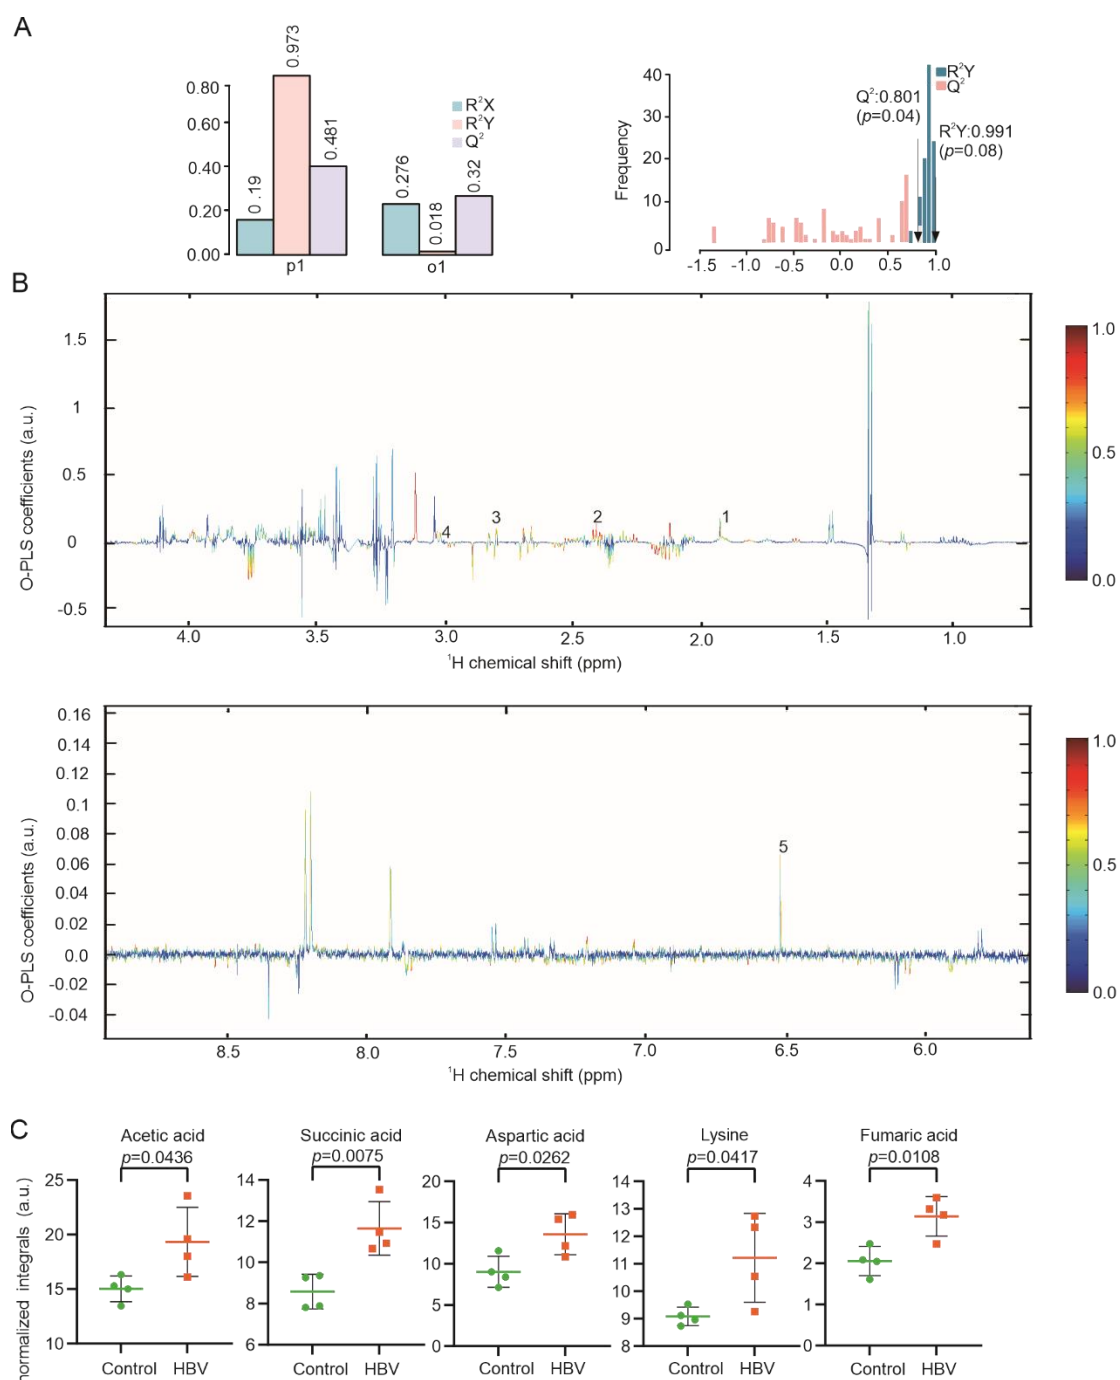 A
0.80
0.60
0.40
0.20
0.00
0 .19
0.973
0.481
0.276
0.018
0.32
p1
o1
R²X
R²Y
Q²
Frequency
40
30
20
10
0
-1.5
-1.0
-0.5
0.0
0.5
1.0
Q²:0.801
(p=0.04)
R²Y
Q²
R²Y:0.991
(p=0.08)
B
O-PLS coefficients (a.u.)
1.5
1
0.5
0
-0.5
4
3
2
1
4.0
3.5
3.0
2.5
2.0
1.5
1.0
¹H chemical shift (ppm)
1.0
0.5
0.0
O-PLS coefficients (a.u.)
0.16
0.14
0.12
0.1
0.08
0.06
0.04
0.02
0.0
-0.02
-0.04
5
8.5
8.0
7.5
7.0
6.5
6.0
¹H chemical shift (ppm)
1.0
0.5
0.0
C
normalized integrals (a.u.)
Acetic acid
p=0.0436
25
20
15
10
Control HBV
Succinic acid
p=0.0075
14
12
10
8
6
Control HBV
Aspartic acid
p=0.0262
20
15
10
5
0
Control HBV
Lysine
p=0.0417
14
13
12
11
10
9
8
Control HBV
Fumaric acid
p=0.0108
4
3
2
1
0
Control HBV